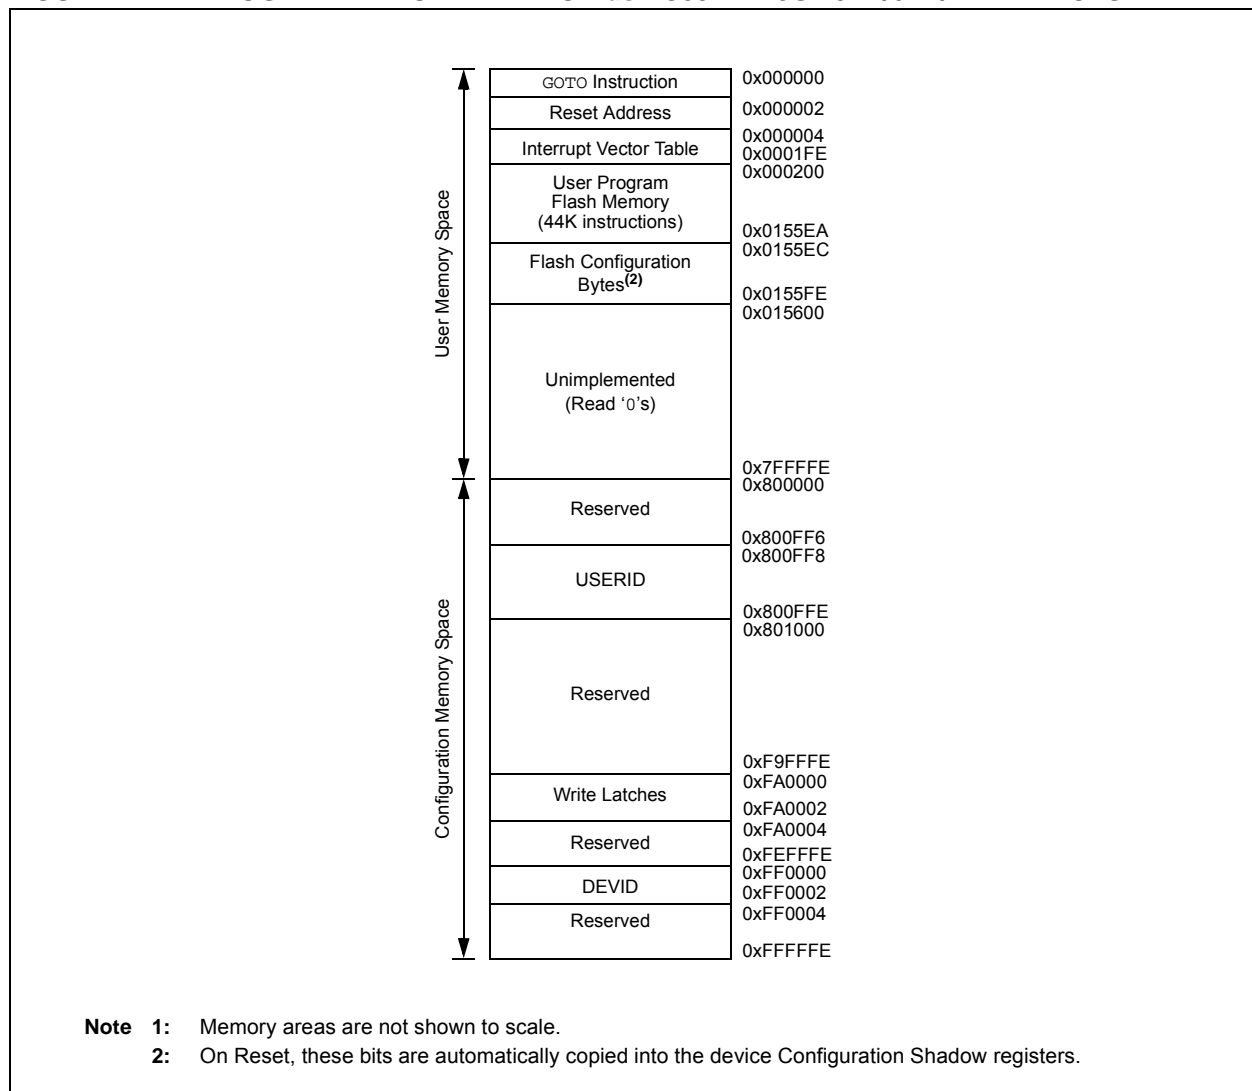 GOTO Instruction
0x000000
Reset Address
0x000002
Interrupt Vector Table
0x000004
0x0001FE
User Program
Flash Memory
(44K instructions)
0x000200
0x0155EA
Flash Configuration
Bytes(2)
0x0155EC
0x0155FE
Unimplemented
(Read ‘0’s)
0x015600
0x7FFFFE
User Memory Space
Reserved
0x800000
0x800FF6
USERID
0x800FF8
0x800FFE
Reserved
0x801000
0xF9FFFE
Write Latches
0xFA0000
0xFA0002
Reserved
0xFA0004
0xFEFFFE
DEVID
0xFF0000
0xFF0002
Reserved
0xFF0004
0xFFFFFE
Configuration Memory Space
Note 1: Memory areas are not shown to scale.
2: On Reset, these bits are automatically copied into the device Configuration Shadow registers.